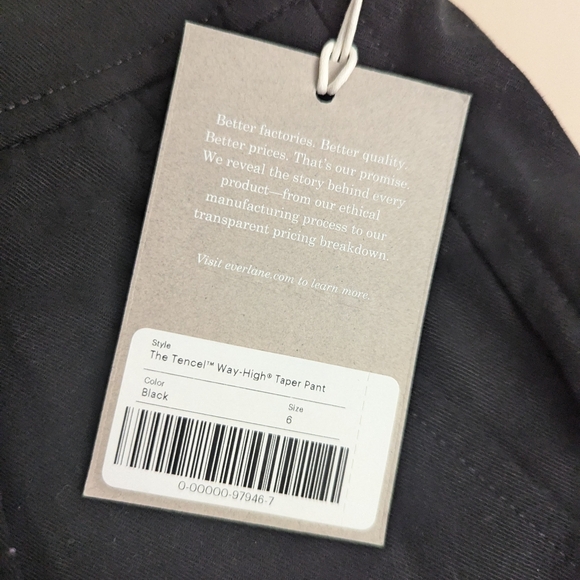 Better factories. Better quality.
Better prices. That's our promise.
We reveal the story behind every
product—from our ethical
manufacturing process to our
transparent pricing breakdown.
Visit everlane.com to learn more.
Style
The Tencel™ Way-High® Taper Pant
Color
Black
Size
6
0-00000-97946-7